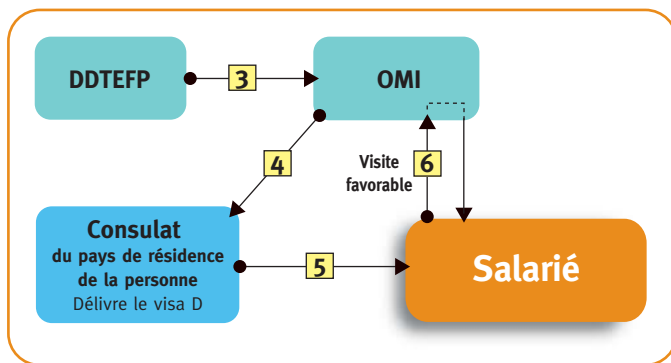 DDTEFP
3
OMI
4
Visite
favorable
6
Consulat
du pays de résidence
de la personne
Délivre le visa D
5
Salarié